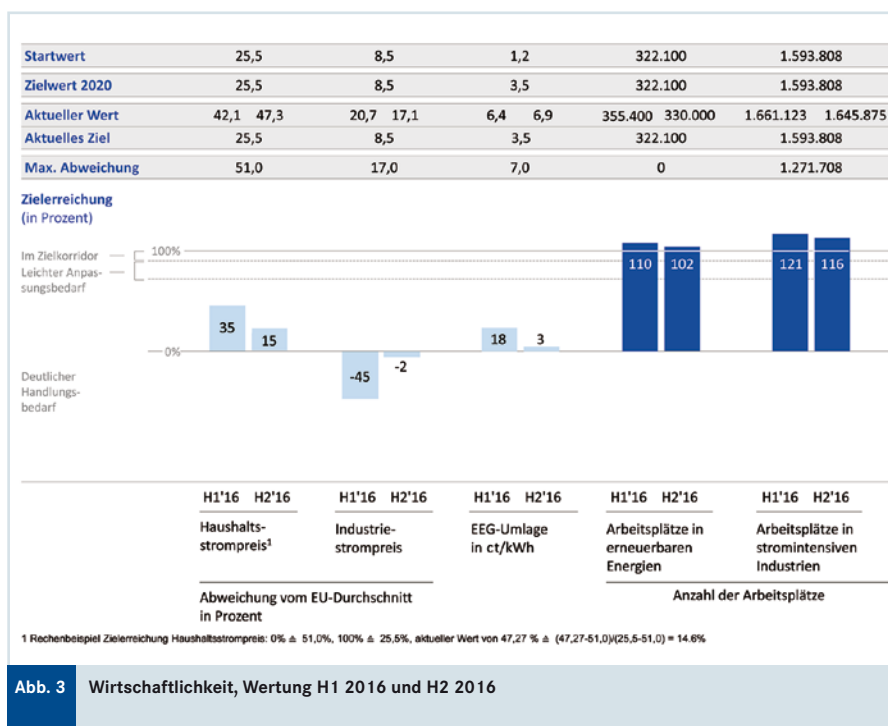 Startwert 25,5 8,5 1,2 322.100 1.593.808
Zielwert 2020 25,5 8,5 3,5 322.100 1.593.808
Aktueller Wert 42,1 47,3 20,7 17,1 6,4 6,9 355.400 330.000 1.661.123 1.645.875
Aktuelles Ziel 25,5 8,5 3,5 322.100 1.593.808
Max. Abweichung 51,0 17,0 7,0 0 1.271.708
Zielerreichung
(in Prozent)
Im Zielkorridor
100%
Leichter Anpas-
sungsbedarf
110 102 121 116
35 15 18 3
0%
-45 -2
Deutlicher
Handlungs-
bedarf
H1'16 H2'16 H1'16 H2'16 H1'16 H2'16 H1'16 H2'16 H1'16 H2'16
Haushalts-
strompreis¹
Industrie-
strompreis
EEG-Umlage
in ct/kWh
Arbeitsplätze in
erneuerbaren
Energien
Arbeitsplätze in
stromintensiven
Industrien
Abweichung vom EU-Durchschnitt
in Prozent
Anzahl der Arbeitsplätze
1 Rechenbeispiel Zielerreichung Haushaltsstrompreis: 0% ≙ 51,0%, 100% ≙ 25,5%, aktueller Wert von 47,27 % ≙ (47,27-51,0)/(25,5-51,0) = 14.6%
Abb. 3 Wirtschaftlichkeit, Wertung H1 2016 und H2 2016